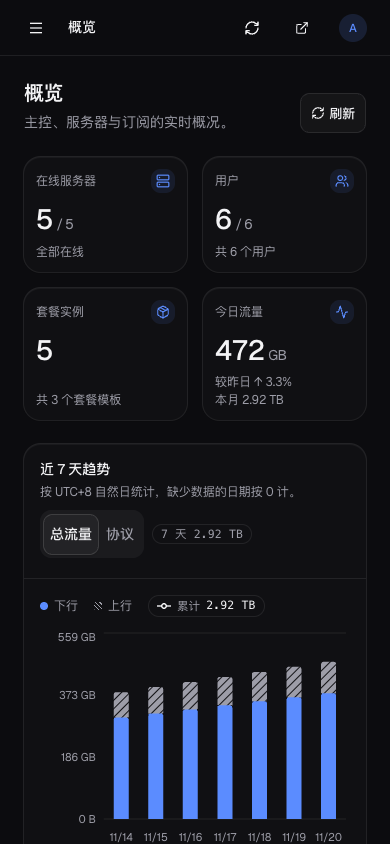 概览
A
概览
主控、服务器与订阅的实时概况。
刷新
在线服务器
5 / 5
全部在线
用户
6 / 6
共 6 个用户
套餐实例
5
共 3 个套餐模板
今日流量
472 GB
较昨日 ↑ 3.3%
本月 2.92 TB
近 7 天趋势
按 UTC+8 自然日统计，缺少数据的日期按 0 计。
总流量 协议 7 天 2.92 TB
下行 上行 累计 2.92 TB
559 GB
373 GB
186 GB
0 B
11/14 11/15 11/16 11/17 11/18 11/19 11/20